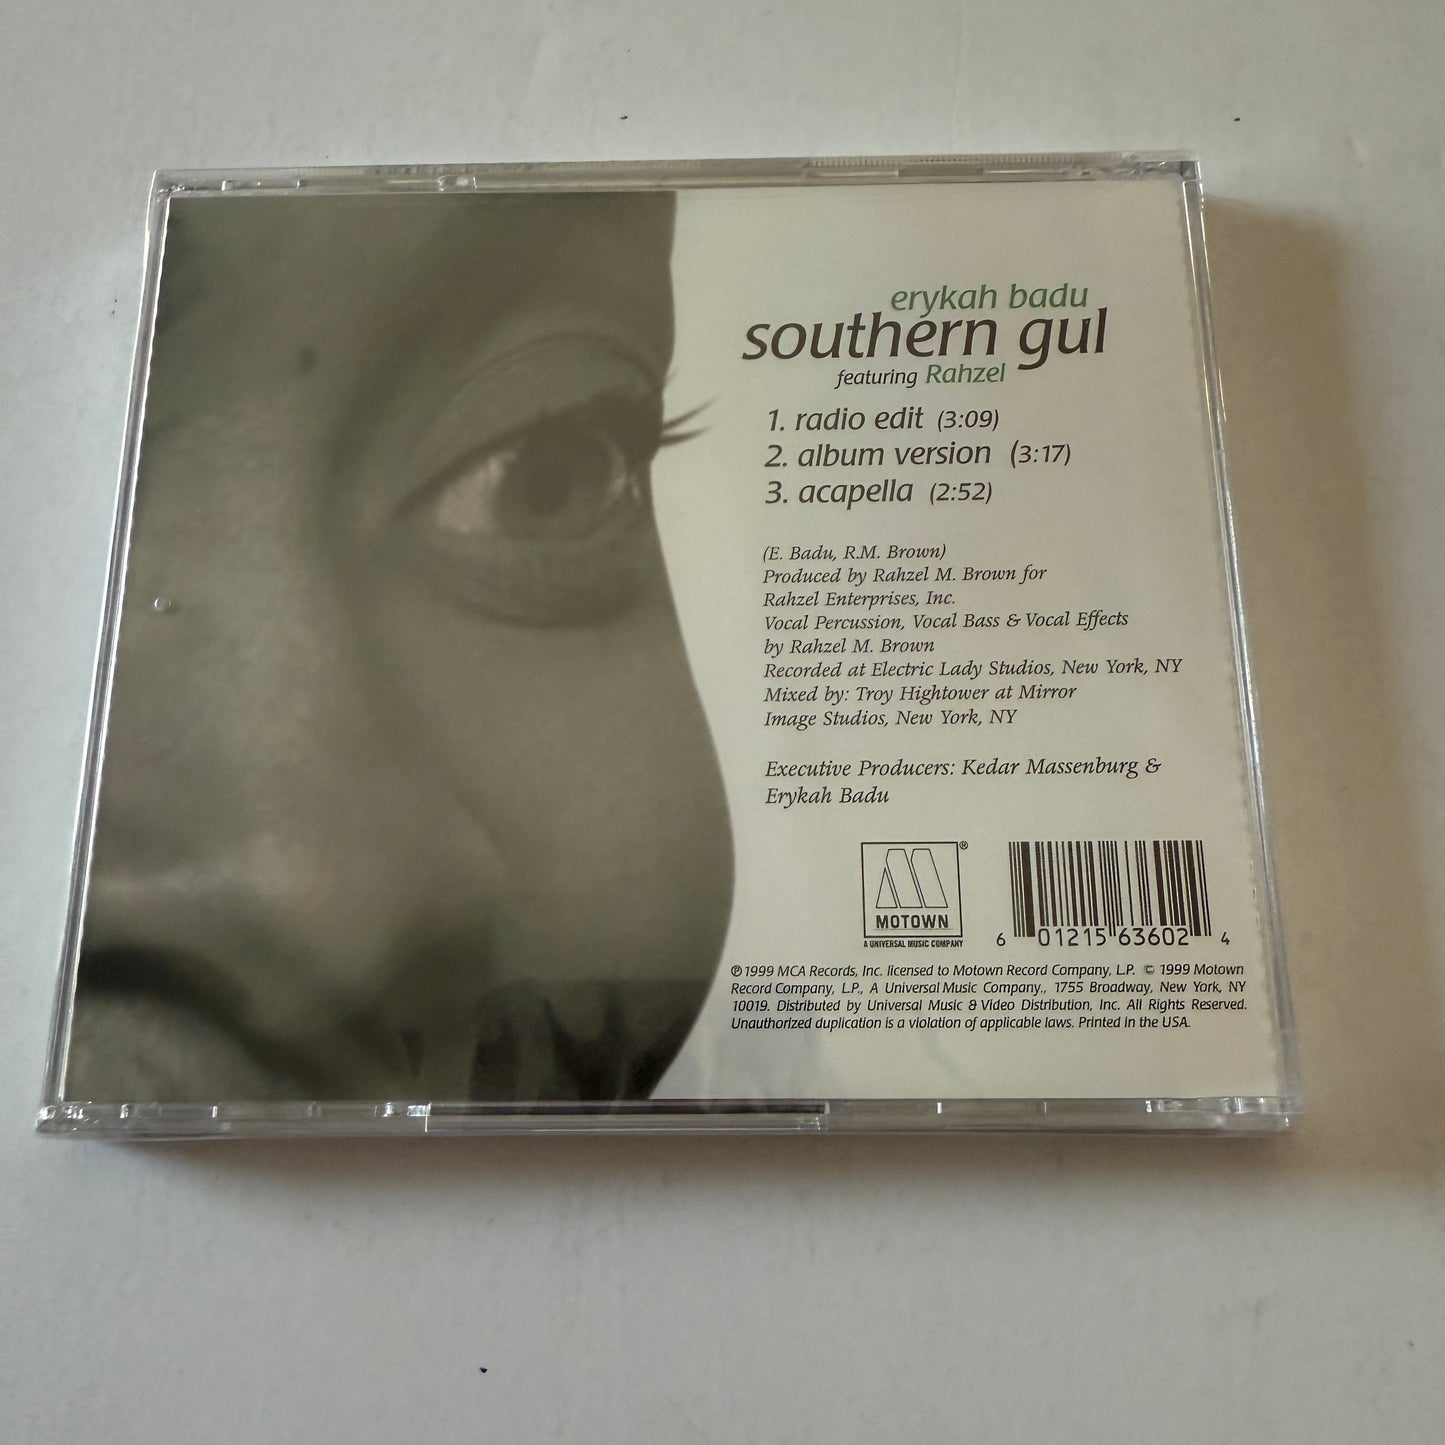 erykah badu
southern gul
featuring Rahzel
1. radio edit (3:09)
2. album version (3:17)
3. acapella (2:52)
(E. Badu, R.M. Brown)
Produced by Rahzel M. Brown for
Rahzel Enterprises, Inc.
Vocal Percussion, Vocal Bass & Vocal Effects
by Rahzel M. Brown
Recorded at Electric Lady Studios, New York, NY
Mixed by: Troy Hightower at Mirror
Image Studios, New York, NY
Executive Producers: Kedar Massenburg &
Erykah Badu
®
MOTOWN
A UNIVERSAL MUSIC COMPANY
6 01215 63602 4
℗ 1999 MCA Records, Inc. licensed to Motown Record Company, L.P. © 1999 Motown
Record Company, L.P., A Universal Music Company., 1755 Broadway, New York, NY
10019. Distributed by Universal Music & Video Distribution, Inc. All Rights Reserved.
Unauthorized duplication is a violation of applicable laws. Printed in the USA.